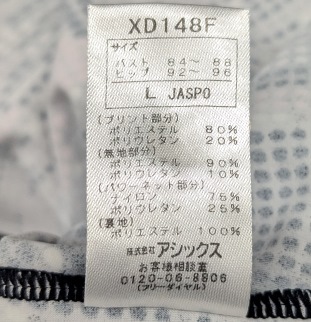 XD148F
サイズ
バスト 84～ 88
ヒップ 92～ 96
L JASPO
(プリント部分)
ポリエステル 80%
ポリウレタン 20%
(無地部分)
ポリエステル 90%
ポリウレタン 10%
(パワーネット部分)
ナイロン 75%
ポリウレタン 25%
(裏地)
ポリエステル 100%
株式会社アシックス
お客様相談室
0120-06-8806
(フリーダイヤル)